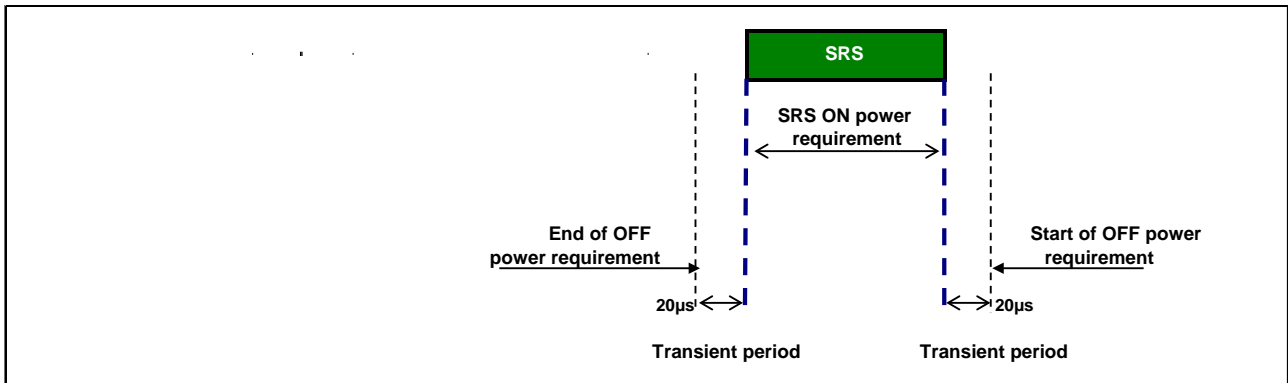 SRS
SRS ON power
requirement
End of OFF
power requirement
Start of OFF power
requirement
20µs
20µs
Transient period
Transient period